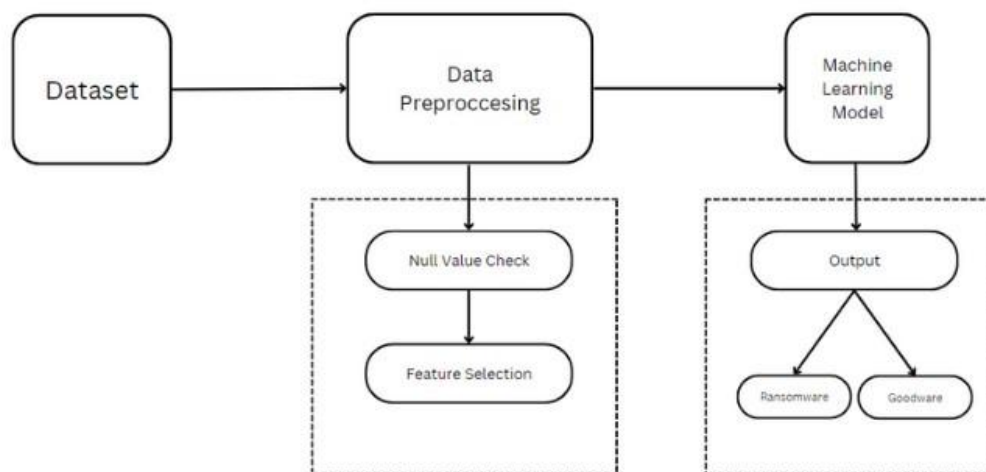 Dataset
Data
Preproccesing
Machine
Learning
Model
Null Value Check
Output
Feature Selection
Ransomware
Goodware